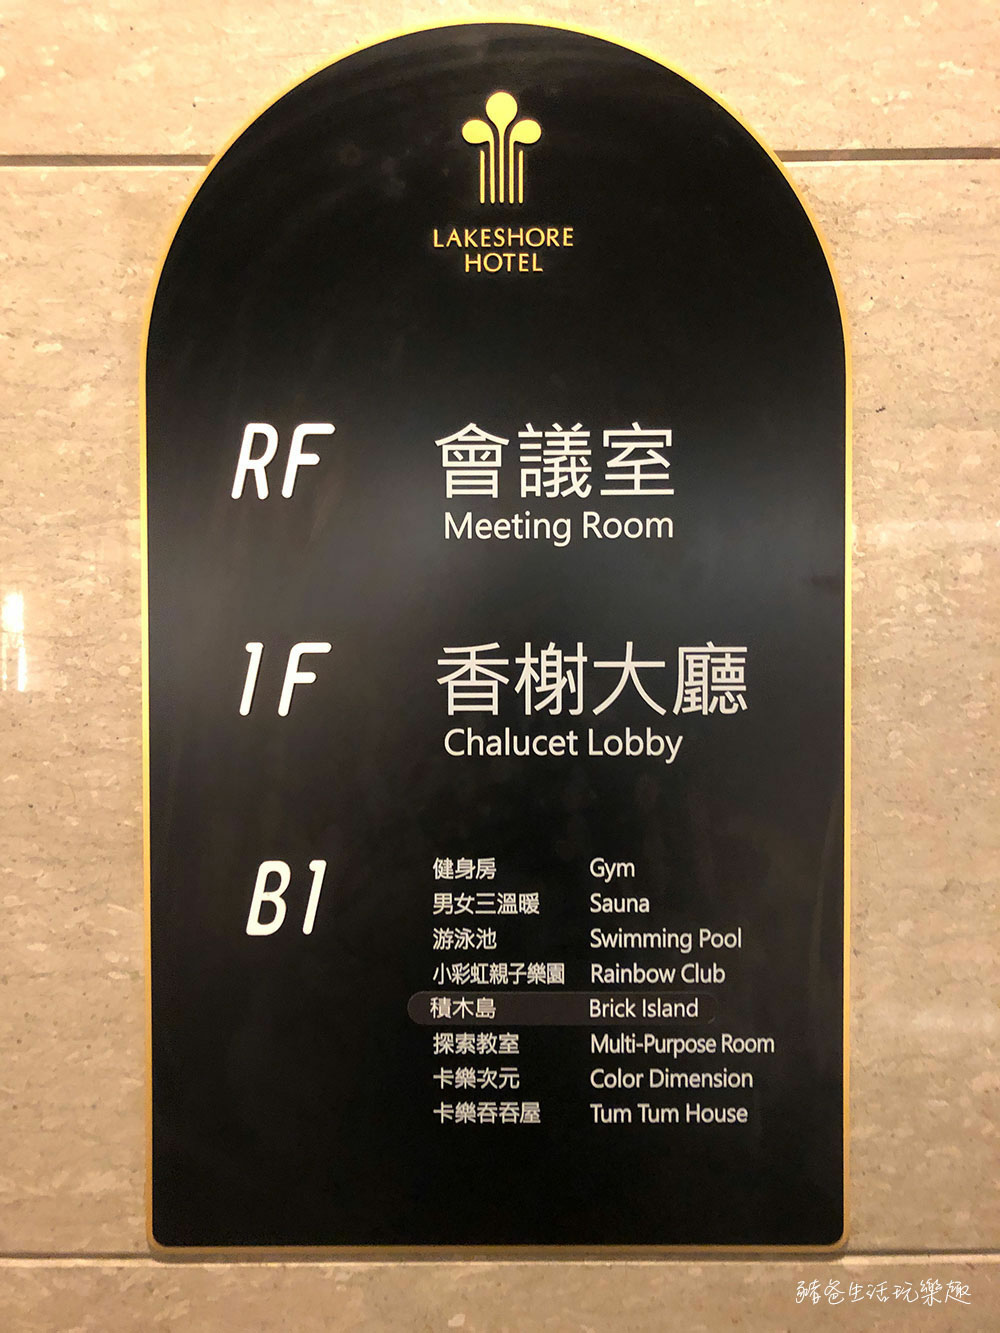 LAKESHORE
HOTEL
RF 會議室
Meeting Room
1F 香榭大廳
Chalucet Lobby
B1 健身房 Gym
男女三溫暖 Sauna
游泳池 Swimming Pool
小彩虹親子樂園 Rainbow Club
積木島 Brick Island
探索教室 Multi-Purpose Room
卡樂次元 Color Dimension
卡樂吞吞屋 Tum Tum House
豬爸生活玩樂趣